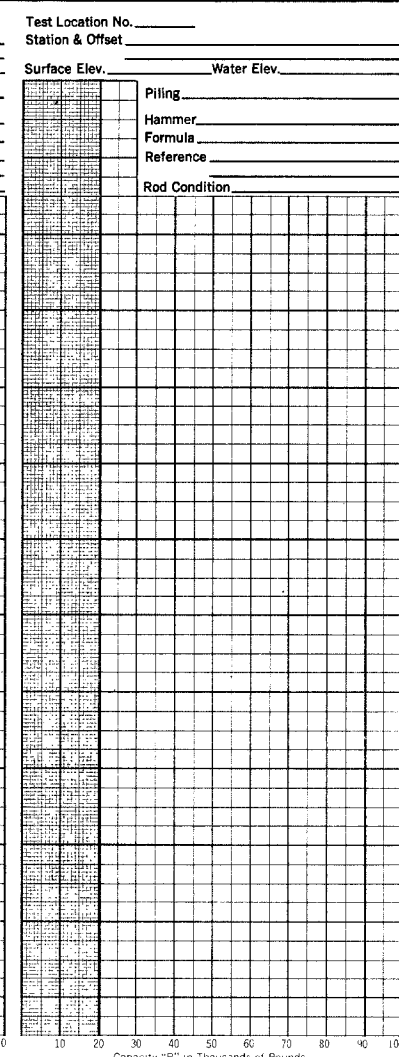 Test Location No.
Station & Offset
Surface Elev. Water Elev.
Piling
Hammer
Formula
Reference
Rod Condition
0 10 20 30 40 50 60 70 80 90 10
Capacity "R" in Thousands of Pounds